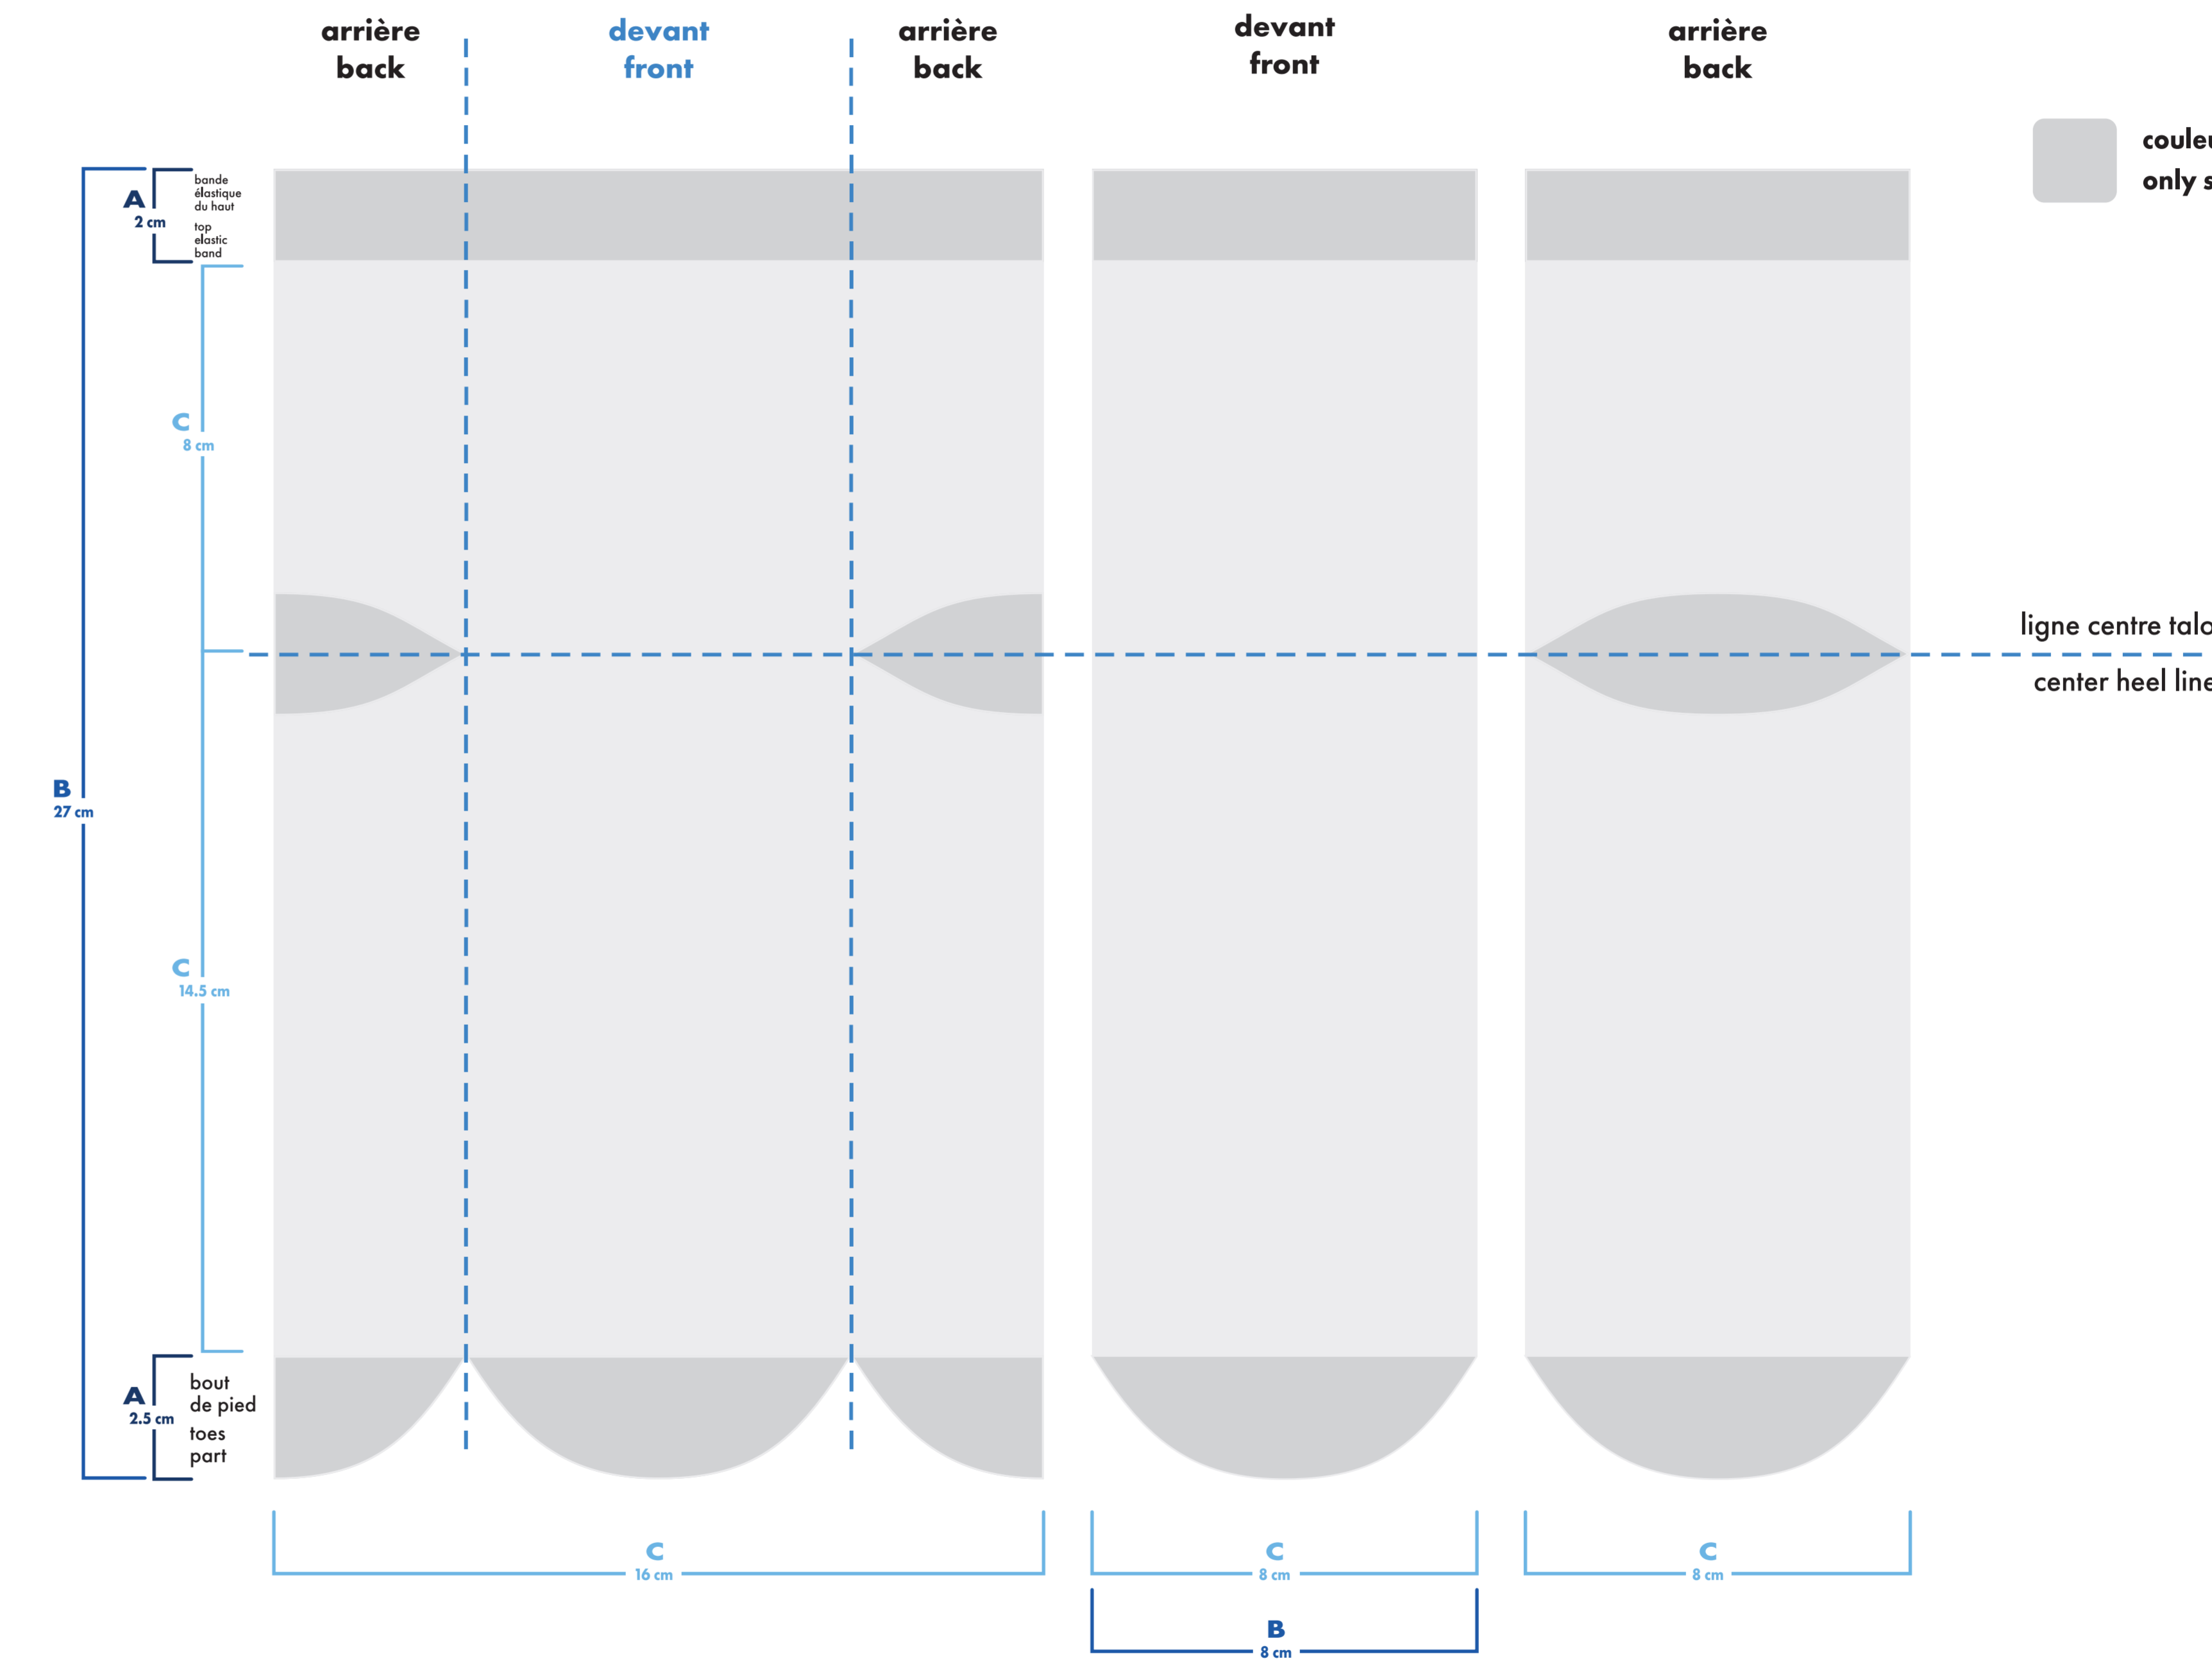 arrière
back
devant
front
arrière
back
devant
front
arrière
back
only
A
2 cm
bande
élastique
du haut
top
elastic
band
C
8 cm
ligne centre
center heel line
B
27 cm
C
14.5 cm
A
2.5 cm
bout
de pied
toes
part
C
16 cm
C
8 cm
C
8 cm
B
8 cm